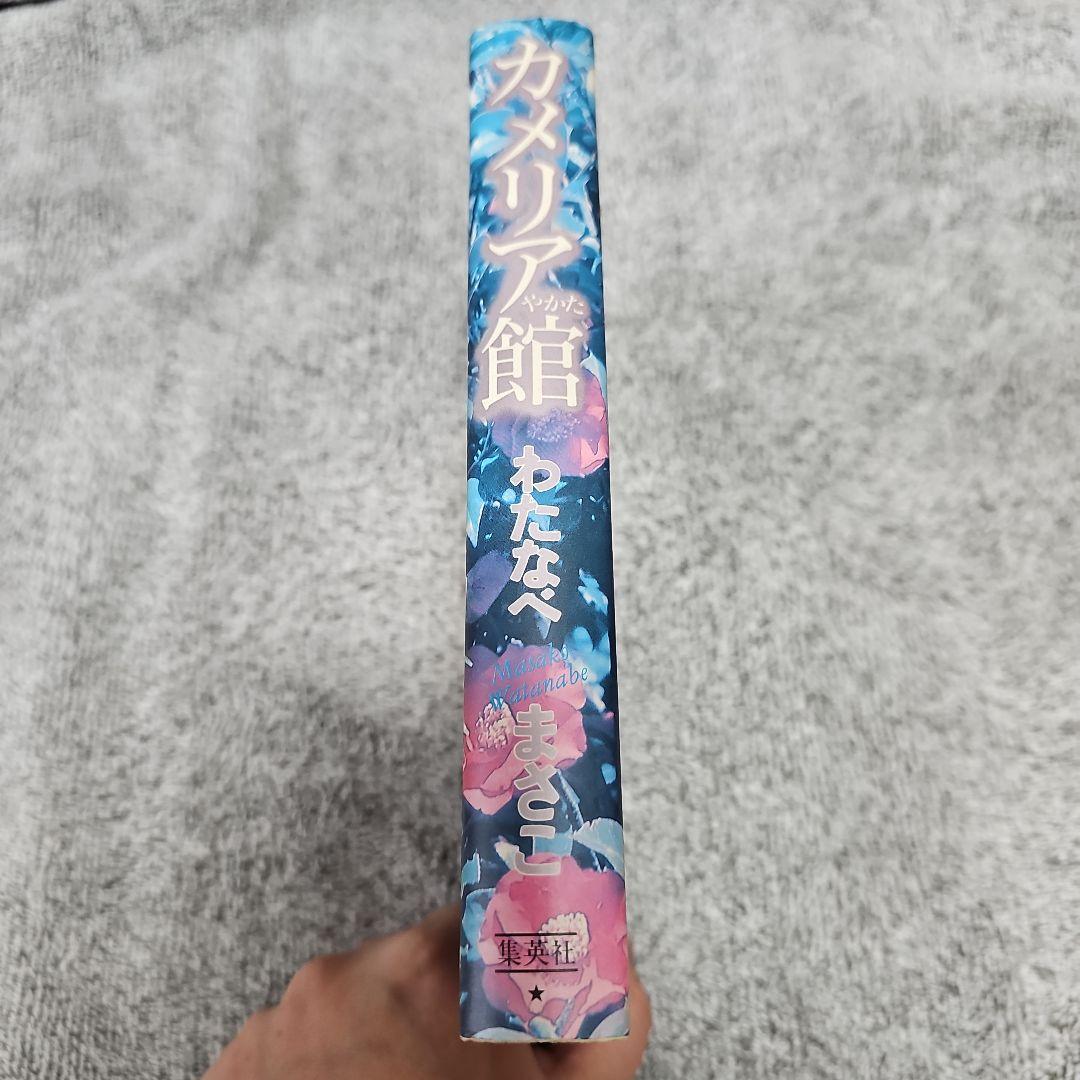 カメリア館
やかた
わたなべ
Masako
Watanabe
まさこ
集英社
★